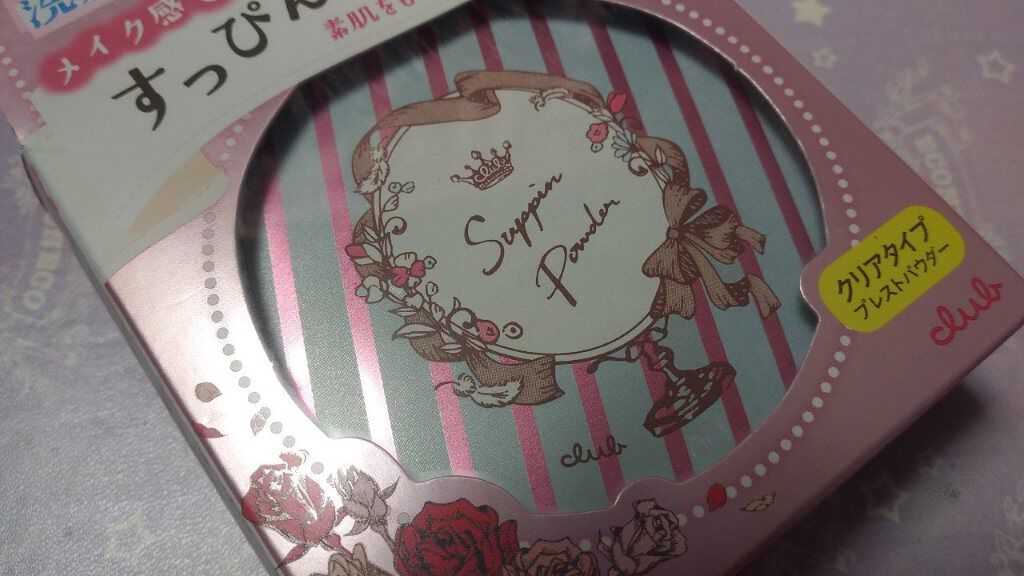 メイク感
すっぴん
素肌をも
Suppin
Powder
club
クリアタイプ
プレストパウダー
club